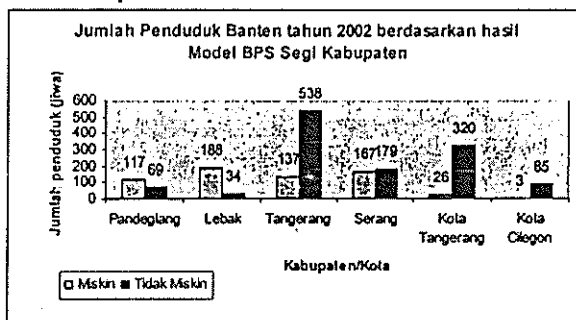 Jumlah Penduduk Banten tahun 2002 berdasarkan hasil
Model BPS Segi Kabupaten
Jumlah penduduk (jiwa)
600
500
400
300
200
100
0
117 69
188 34
137 538
167 179
26 320
3 85
Pandeglang Lebak Tangerang Serang Kota Tangerang Kota Cilegon
Kabupaten/Kota
Miskin Tidak Miskin